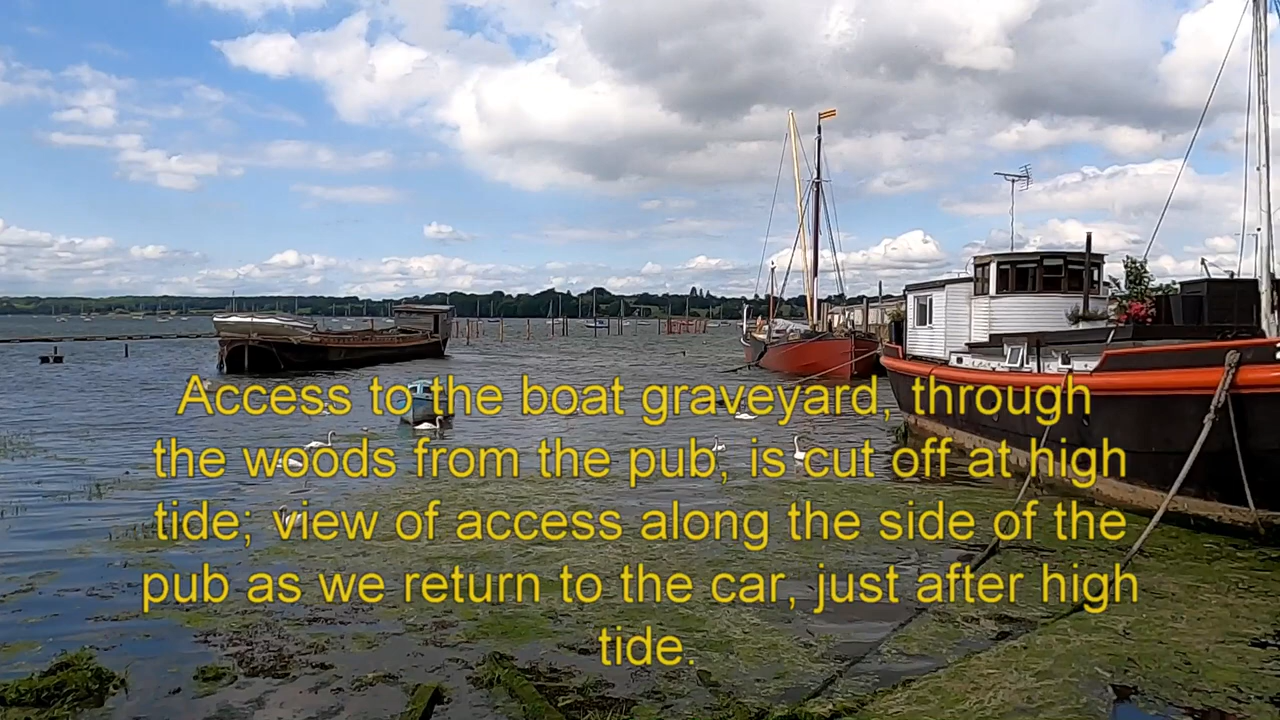 Access to the boat graveyard, through
the woods from the pub, is cut off at high
tide; view of access along the side of the
pub as we return to the car, just after high
tide.